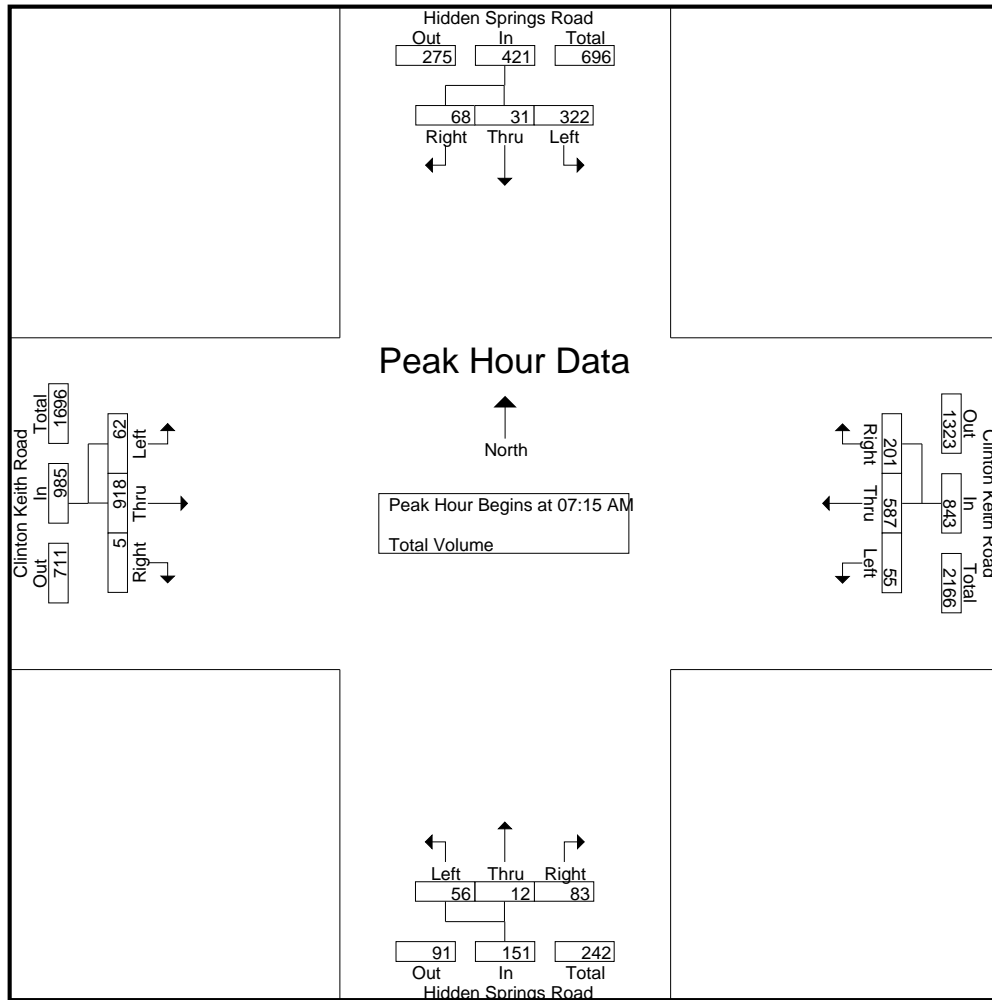 Hidden Springs Road
Out In Total
275 421 696
68 31 322
Right Thru Left
Peak Hour Data
North
Peak Hour Begins at 07:15 AM
Total Volume
Clinton Keith Road
Out In Total
711 985 1696
62 918 5
Left Thru Right
Clinton Keith Road
Out In Total
1323 843 2166
201 587 55
Right Thru Left
Left Thru Right
56 12 83
91 151 242
Out In Total
Hidden Springs Road